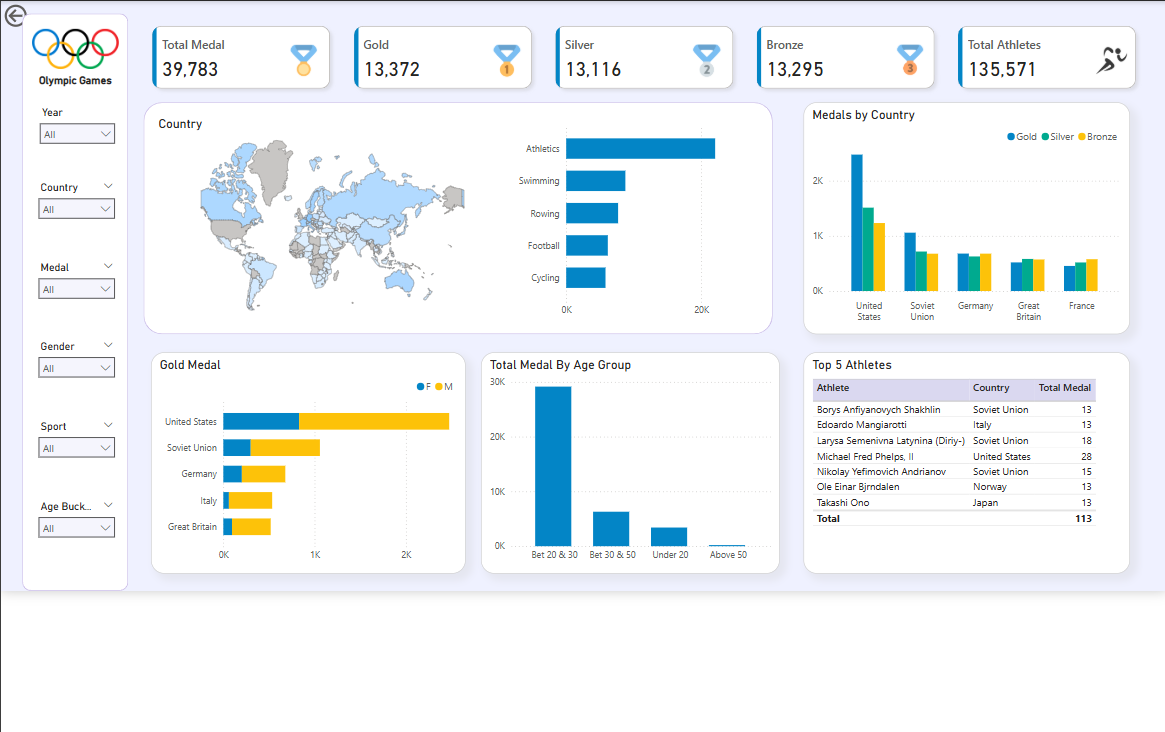 Olympic Games
Year
All
Country
All
Medal
All
Gender
All
Sport
All
Age Buck...
All
Total Medal
39,783
Gold
13,372
1
Silver
13,116
2
Bronze
13,295
3
Total Athletes
135,571
Country
Athletics
Swimming
Rowing
Football
Cycling
0K 20K
Medals by Country
Gold Silver Bronze
2K
1K
0K
United States
Soviet Union
Germany
Great Britain
France
Gold Medal
F M
United States
Soviet Union
Germany
Italy
Great Britain
0K 1K 2K
Total Medal By Age Group
30K
20K
10K
0K
Bet 20 & 30 Bet 30 & 50 Under 20 Above 50
Top 5 Athletes
Athlete Country Total Medal
Borys Anfiyanovych Shakhlin Soviet Union 13
Edoardo Mangiarotti Italy 13
Larysa Semenivna Latynina (Diriy-) Soviet Union 18
Michael Fred Phelps, II United States 28
Nikolay Yefimovich Andrianov Soviet Union 15
Ole Einar Bjrndalen Norway 13
Takashi Ono Japan 13
Total 113